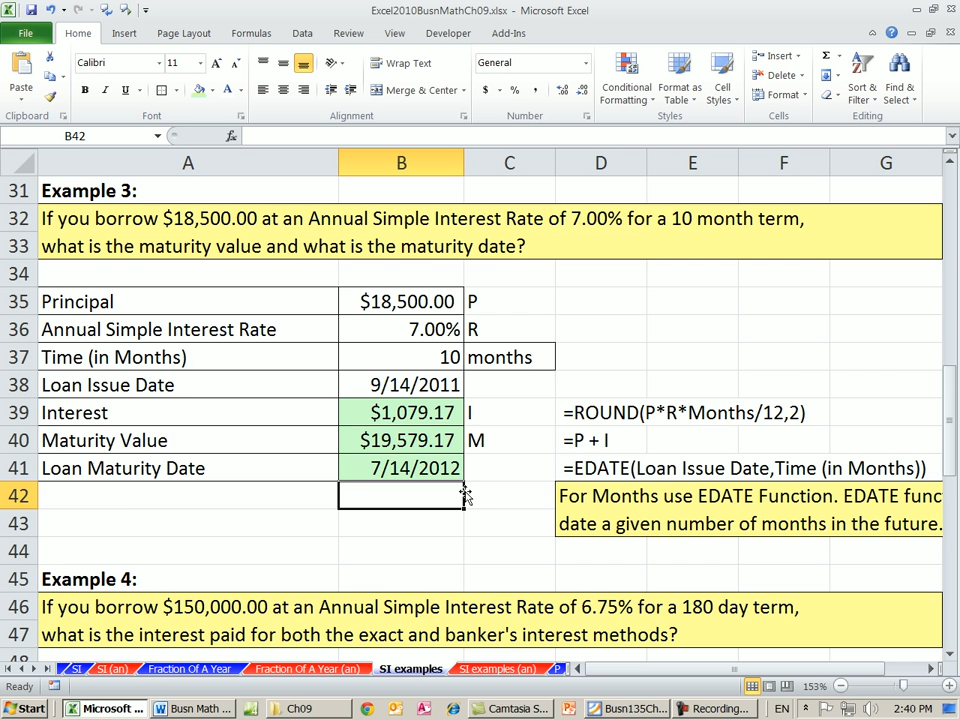 Excel2010BusnMathCh09.xlsx - Microsoft Excel
File Home Insert Page Layout Formulas Data Review View Developer Add-Ins
Calibri 11 Wrap Text General
Paste B I U Merge & Center $ % , Conditional Formatting Format as Table Cell Styles Insert Delete Format Sort & Filter Find & Select
Clipboard Font Alignment Number Styles Cells Editing
B42 fx
A B C D E F G
31 Example 3:
32 If you borrow $18,500.00 at an Annual Simple Interest Rate of 7.00% for a 10 month term,
33 what is the maturity value and what is the maturity date?
34
35 Principal $18,500.00 P
36 Annual Simple Interest Rate 7.00% R
37 Time (in Months) 10 months
38 Loan Issue Date 9/14/2011
39 Interest $1,079.17 I =ROUND(P*R*Months/12,2)
40 Maturity Value $19,579.17 M =P + I
41 Loan Maturity Date 7/14/2012 =EDATE(Loan Issue Date,Time (in Months))
42 For Months use EDATE Function. EDATE func
43 date a given number of months in the future.
44
45 Example 4:
46 If you borrow $150,000.00 at an Annual Simple Interest Rate of 6.75% for a 180 day term,
47 what is the interest paid for both the exact and banker's interest methods?
48
SI SI (an) Fraction Of A Year Fraction Of A Year (an) SI examples SI examples (an) P
Ready 153%
Start Microsoft ... Busn Math ... Ch09 Camtasia S... Busn135Ch... Recording... EN 2:40 PM